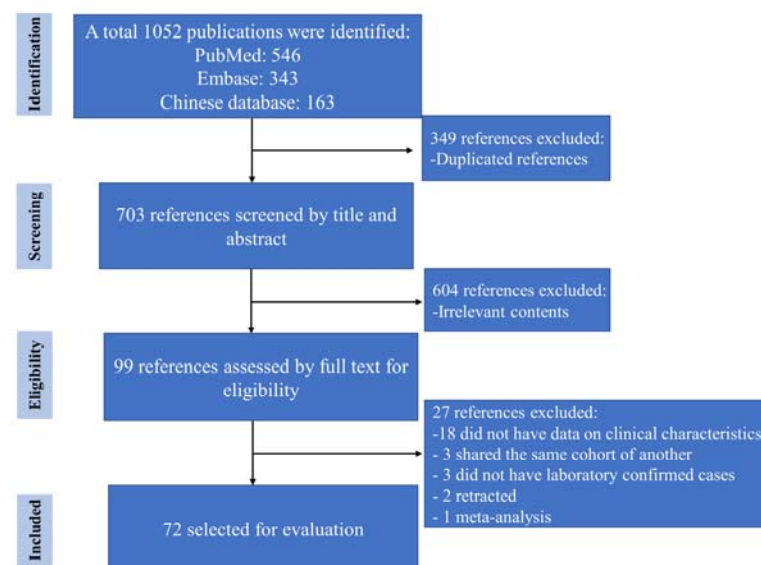 Identification
A total 1052 publications were identified:
PubMed: 546
Embase: 343
Chinese database: 163
349 references excluded:
-Duplicated references
Screening
703 references screened by title and
abstract
604 references excluded:
-Irrelevant contents
Eligibility
99 references assessed by full text for
eligibility
27 references excluded:
-18 did not have data on clinical characteristics
- 3 shared the same cohort of another
- 3 did not have laboratory confirmed cases
- 2 retracted
- 1 meta-analysis
Included
72 selected for evaluation